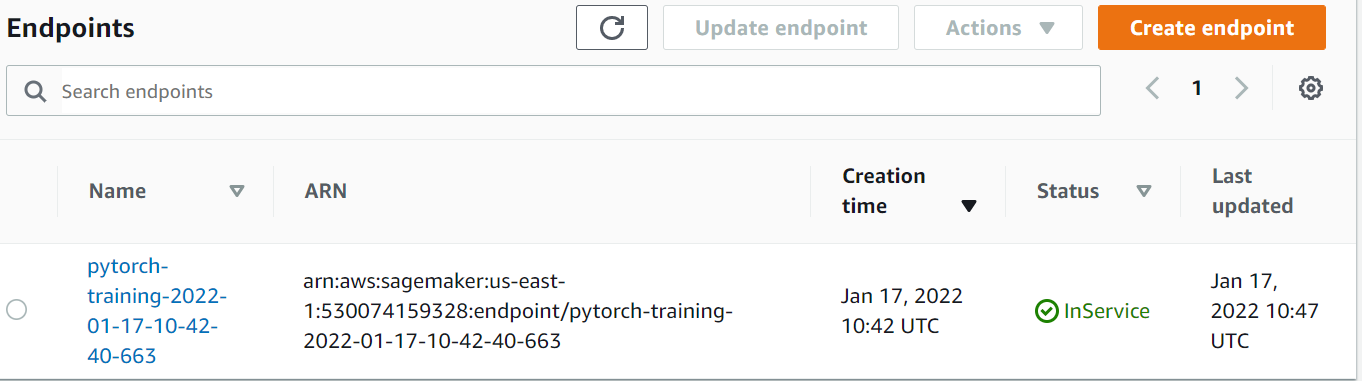 Endpoints
Update endpoint
Actions
Create endpoint
Search endpoints
1
Name
ARN
Creation
time
Status
Last
updated
pytorch-
training-2022-
01-17-10-42-
40-663
arn:aws:sagemaker:us-east-
1:530074159328:endpoint/pytorch-training-
2022-01-17-10-42-40-663
Jan 17, 2022
10:42 UTC
InService
Jan 17,
2022 10:47
UTC